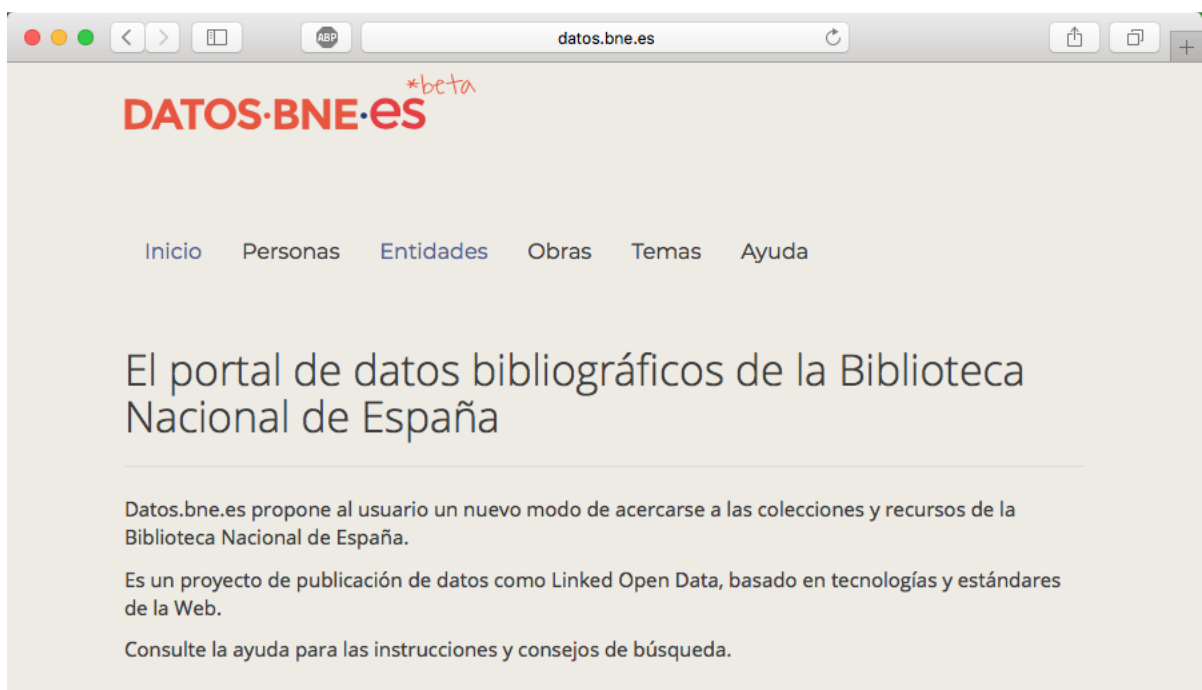 ABP
datos.bne.es
DATOS·BNE·es *beta
Inicio Personas Entidades Obras Temas Ayuda
El portal de datos bibliográficos de la Biblioteca
Nacional de España
Datos.bne.es propone al usuario un nuevo modo de acercarse a las colecciones y recursos de la
Biblioteca Nacional de España.
Es un proyecto de publicación de datos como Linked Open Data, basado en tecnologías y estándares
de la Web.
Consulte la ayuda para las instrucciones y consejos de búsqueda.